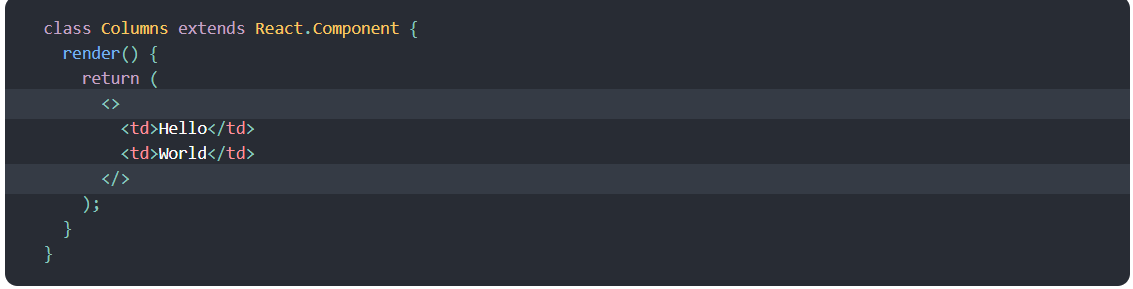 class Columns extends React.Component {
  render() {
    return (
      <>
        <td>Hello</td>
        <td>World</td>
      </>
    );
  }
}